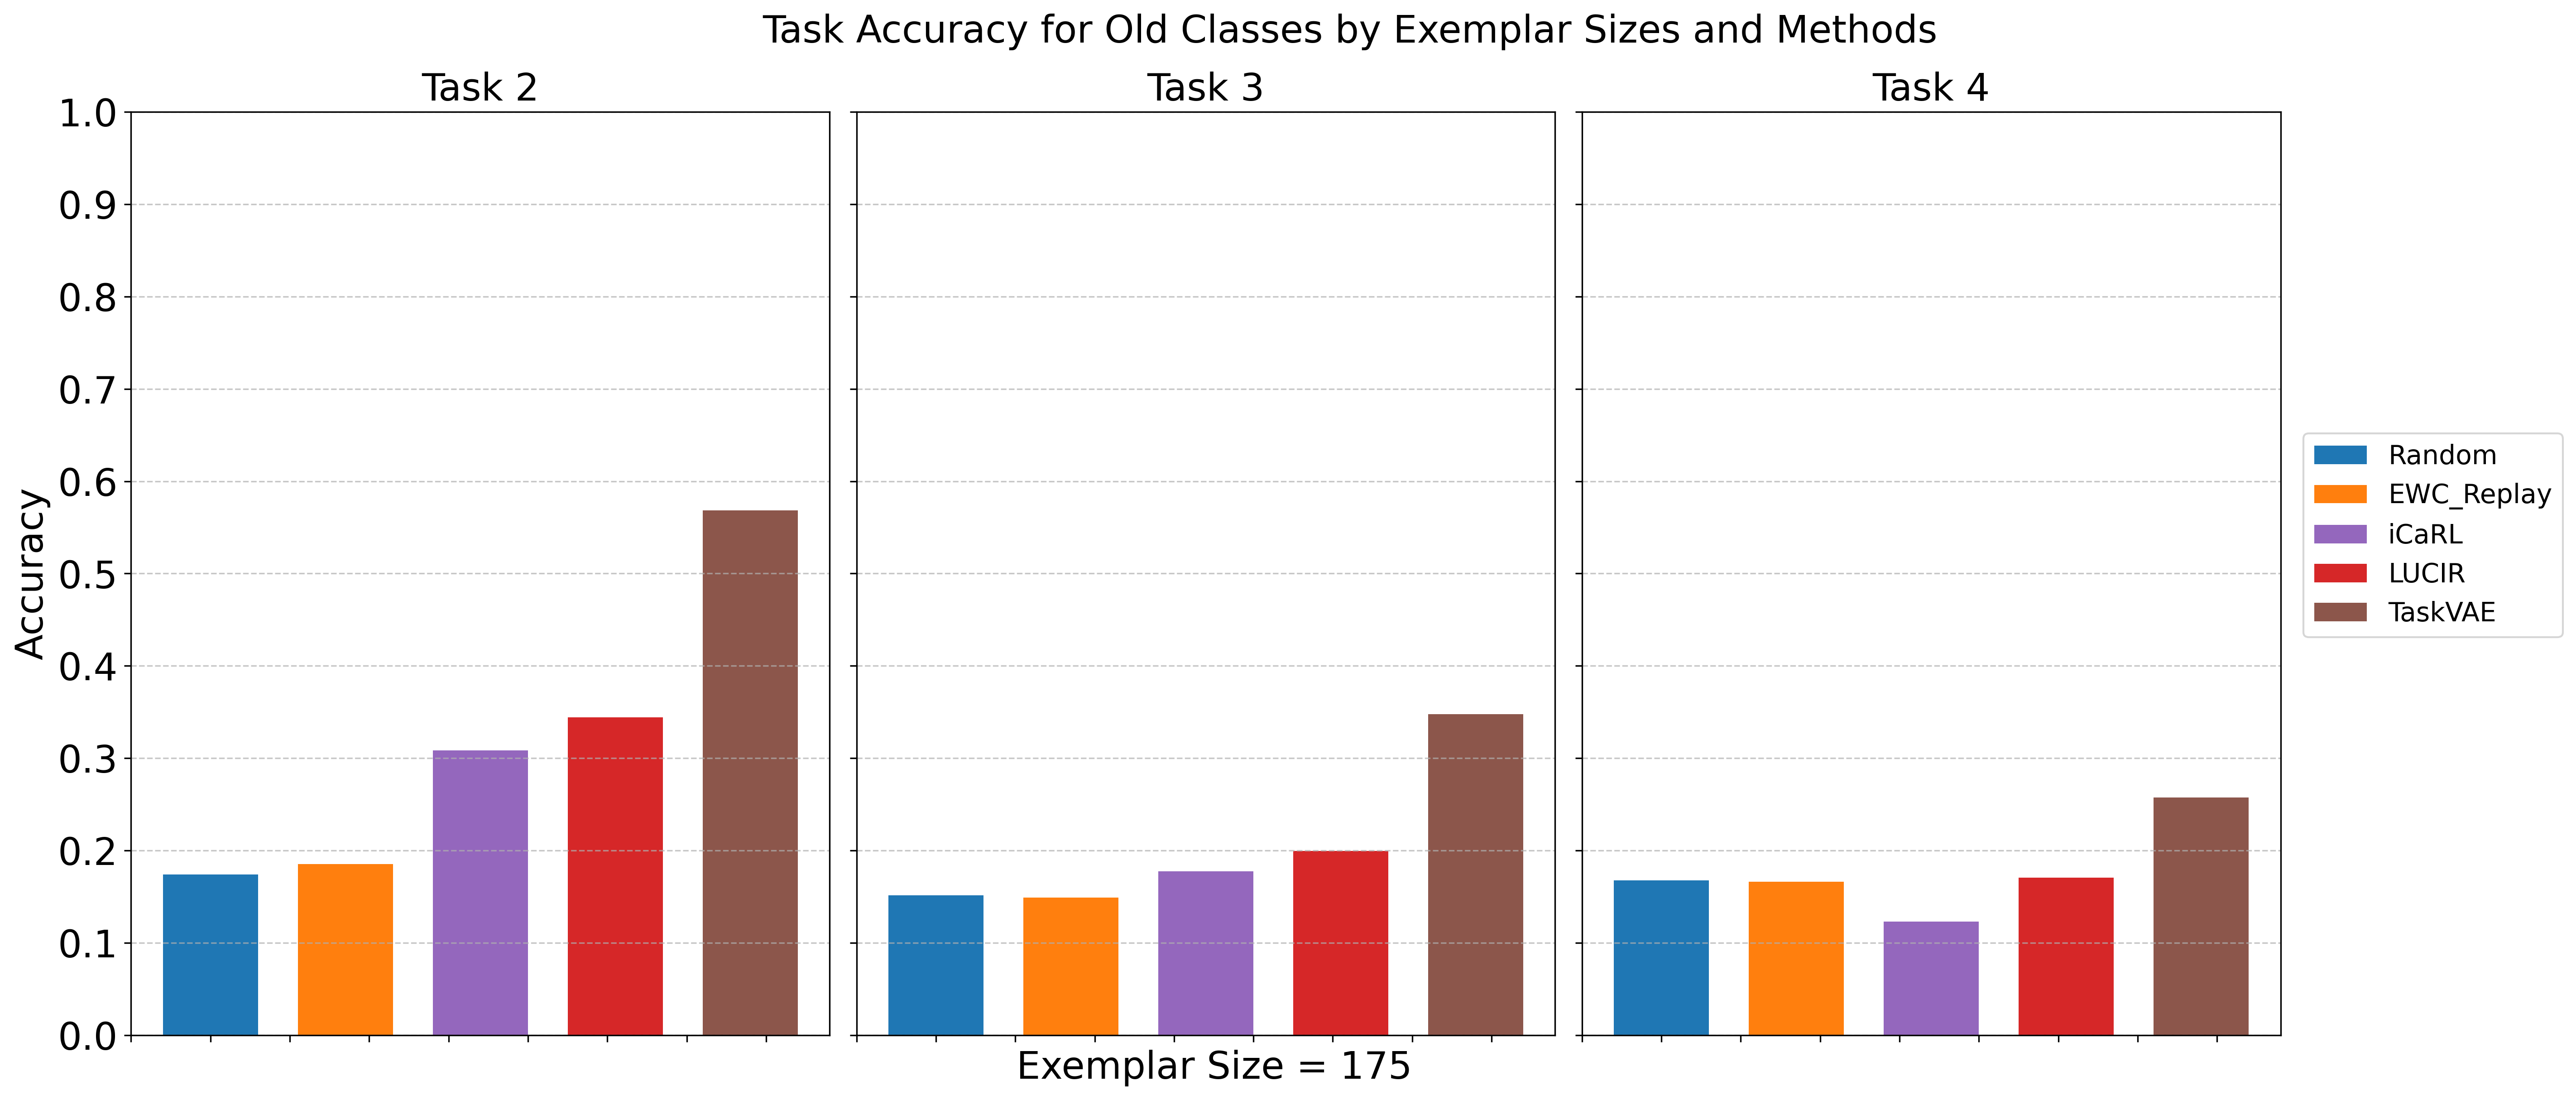 Task Accuracy for Old Classes by Exemplar Sizes and Methods
Task 2
Task 3
Task 4
Accuracy
1.0
0.9
0.8
0.7
0.6
0.5
0.4
0.3
0.2
0.1
0.0
Exemplar Size = 175
Random
EWC_Replay
iCaRL
LUCIR
TaskVAE